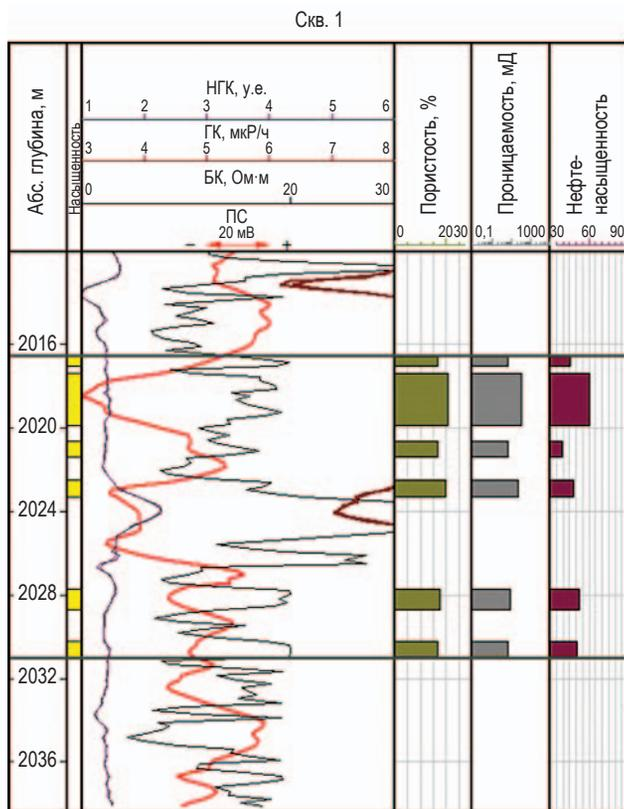 Скв. 1
Абс. глубина, м
Насыщенность
НГК, у.е.
1 2 3 4 5 6
ГК, мкР/ч
3 4 5 6 7 8
БК, Ом·м
0 20 30
ПС
20 мВ
– +
Пористость, %
0 20 30
Проницаемость, мД
0,1 1000
Нефте-
насыщенность
30 60 90
2016
2020
2024
2028
2032
2036